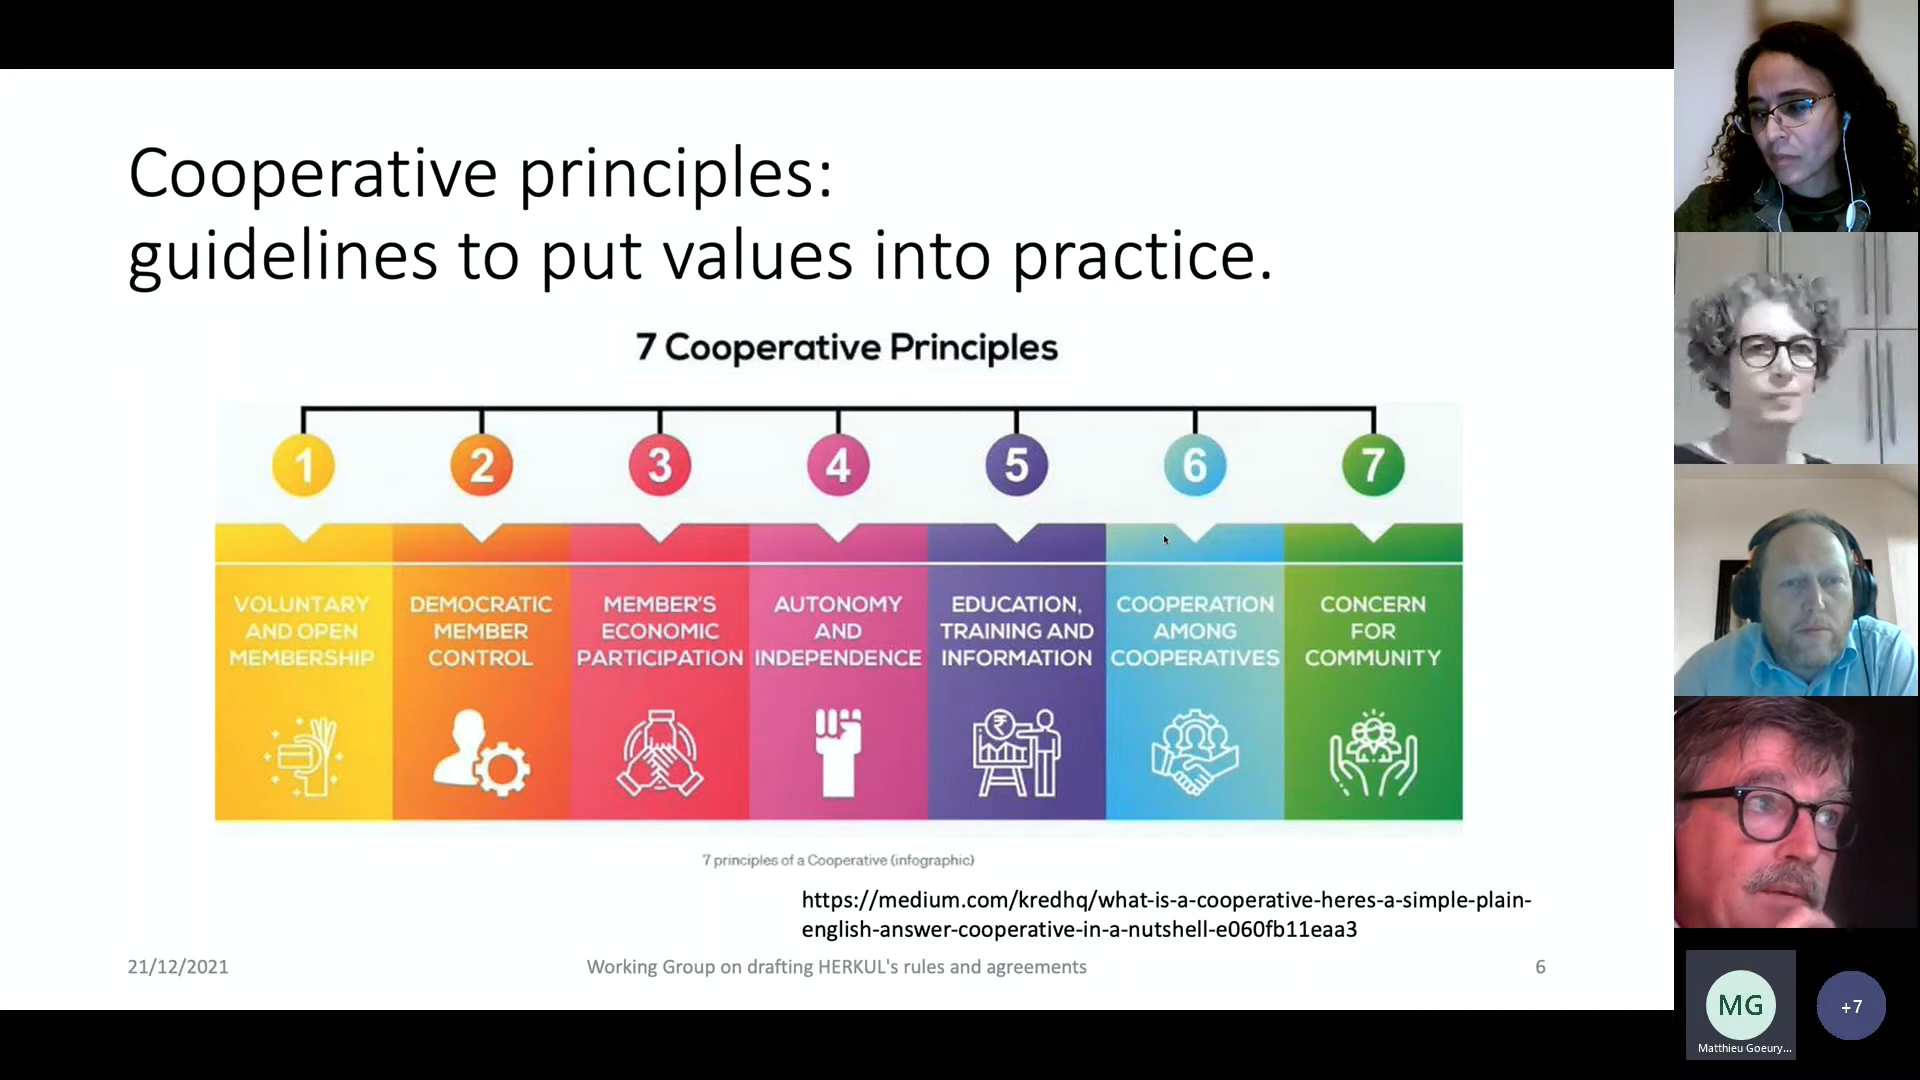 Cooperative principles:
guidelines to put values into practice.
7 Cooperative Principles
1 2 3 4 5 6 7
VOLUNTARY
AND OPEN
MEMBERSHIP
DEMOCRATIC
MEMBER
CONTROL
MEMBER'S
ECONOMIC
PARTICIPATION
AUTONOMY
AND
INDEPENDENCE
EDUCATION,
TRAINING AND
INFORMATION
COOPERATION
AMONG
COOPERATIVES
CONCERN
FOR
COMMUNITY
₹
7 principles of a Cooperative (infographic)
https://medium.com/kredhq/what-is-a-cooperative-heres-a-simple-plain-
english-answer-cooperative-in-a-nutshell-e060fb11eaa3
21/12/2021
Working Group on drafting HERKUL's rules and agreements
6
MG
Matthieu Goeury...
+7